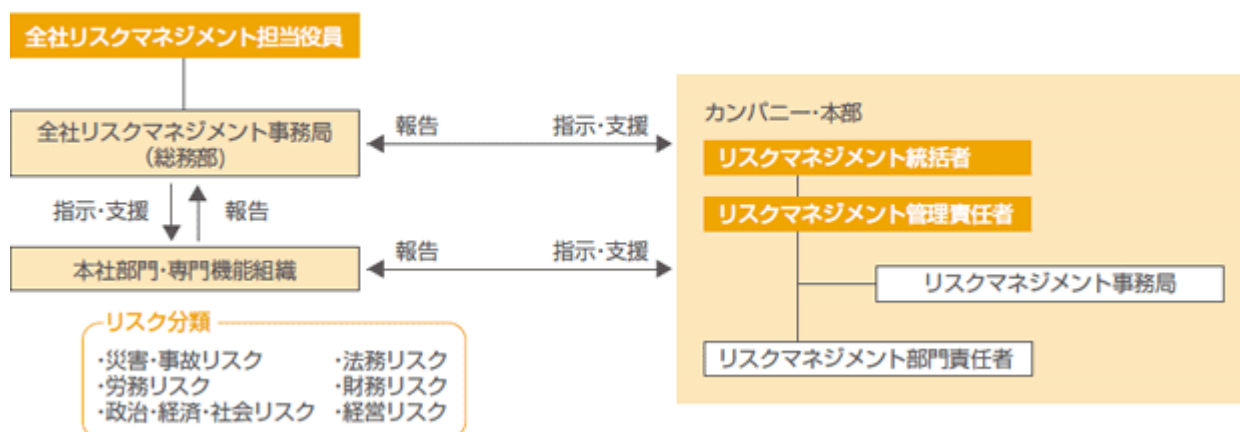 全社リスクマネジメント担当役員
全社リスクマネジメント事務局
(総務部)
報告
指示・支援
指示・支援
報告
本社部門・専門機能組織
報告
指示・支援
リスク分類
・災害・事故リスク
・労務リスク
・政治・経済・社会リスク
・法務リスク
・財務リスク
・経営リスク
カンパニー・本部
リスクマネジメント統括者
リスクマネジメント管理責任者
リスクマネジメント事務局
リスクマネジメント部門責任者